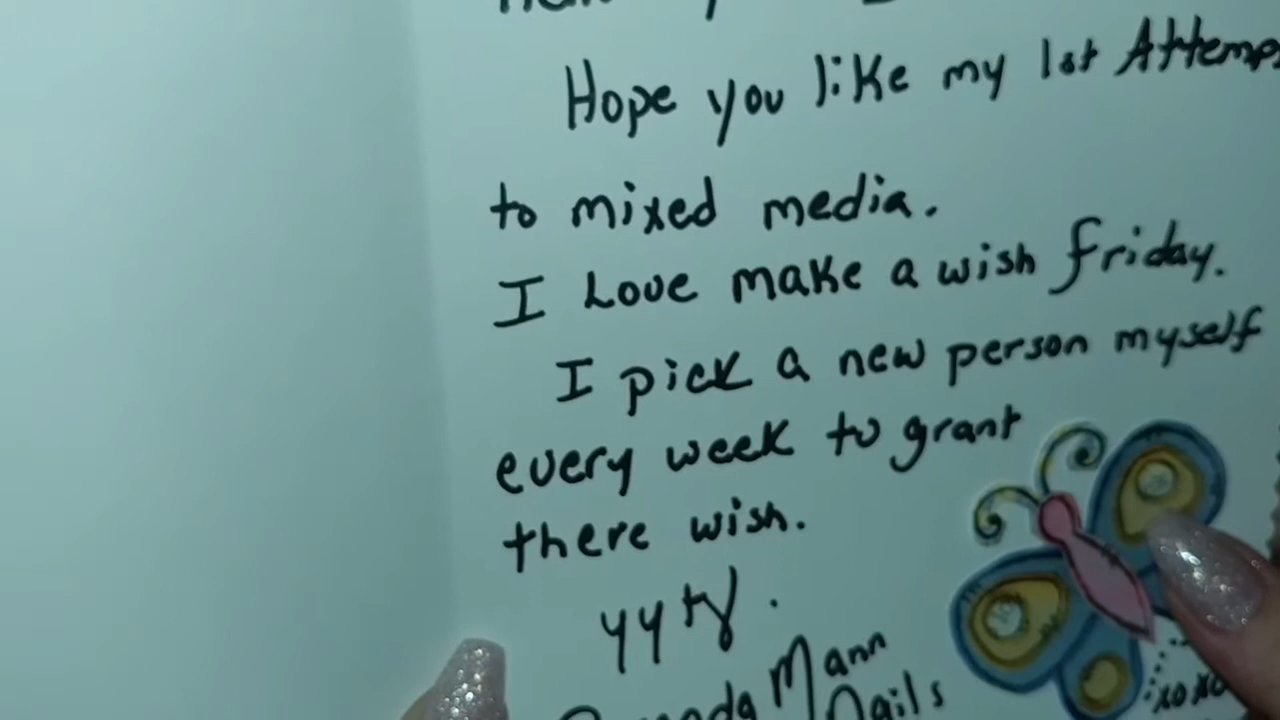 Hope you like my 1st Attemp
to mixed media.
I Love make a wish friday.
I pick a new person myself
every week to grant
there wish.
yyty.
Mann
Nails
xoxo